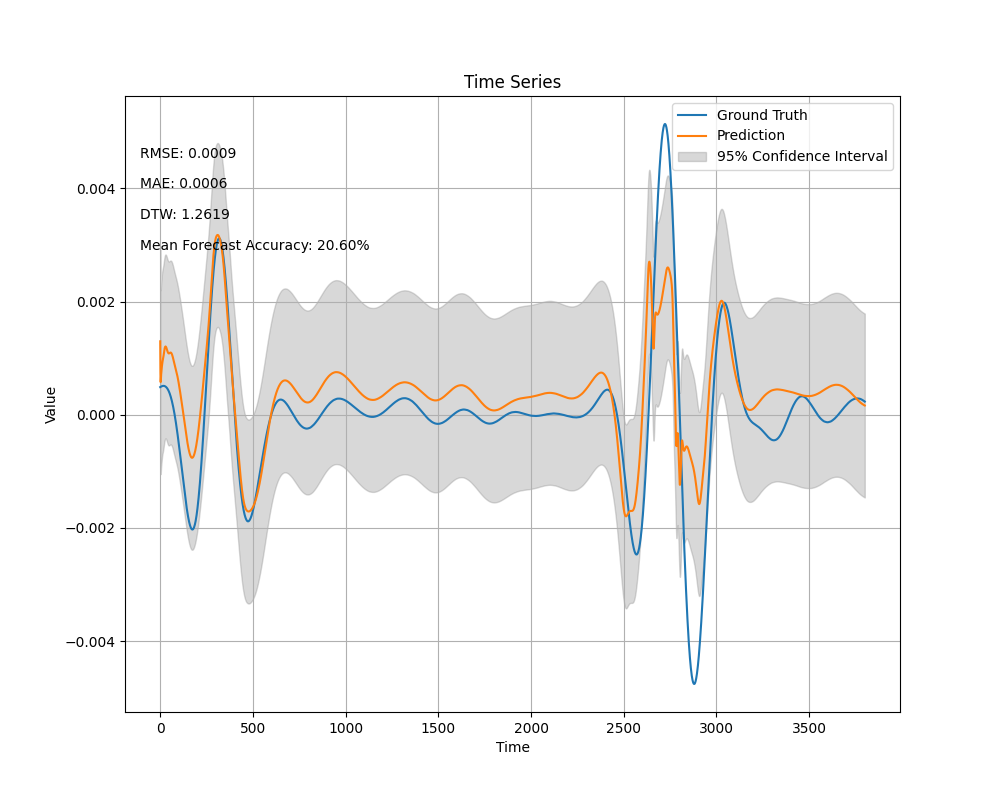 Time Series
Ground Truth
Prediction
95% Confidence Interval
RMSE: 0.0009
MAE: 0.0006
DTW: 1.2619
Mean Forecast Accuracy: 20.60%
0.004
0.002
0.000
−0.002
−0.004
Value
0 500 1000 1500 2000 2500 3000 3500
Time